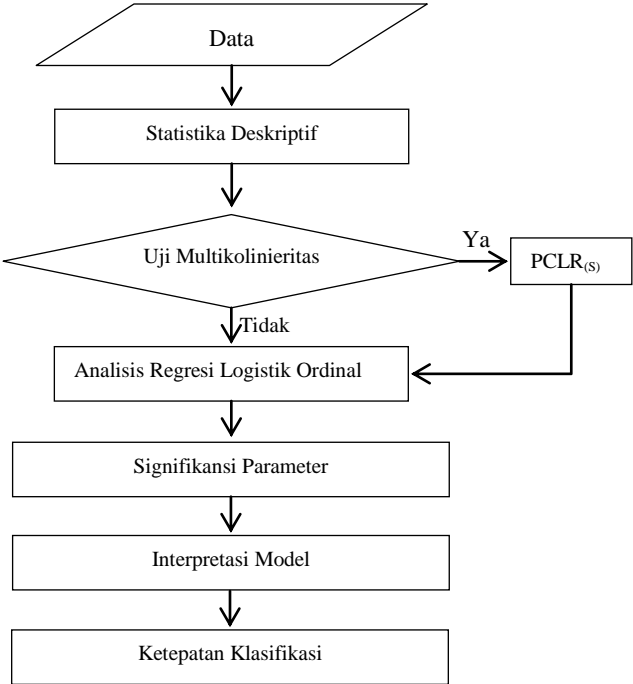 Data
Statistika Deskriptif
Uji Multikolinieritas
Ya
PCLR(S)
Tidak
Analisis Regresi Logistik Ordinal
Signifikansi Parameter
Interpretasi Model
Ketepatan Klasifikasi